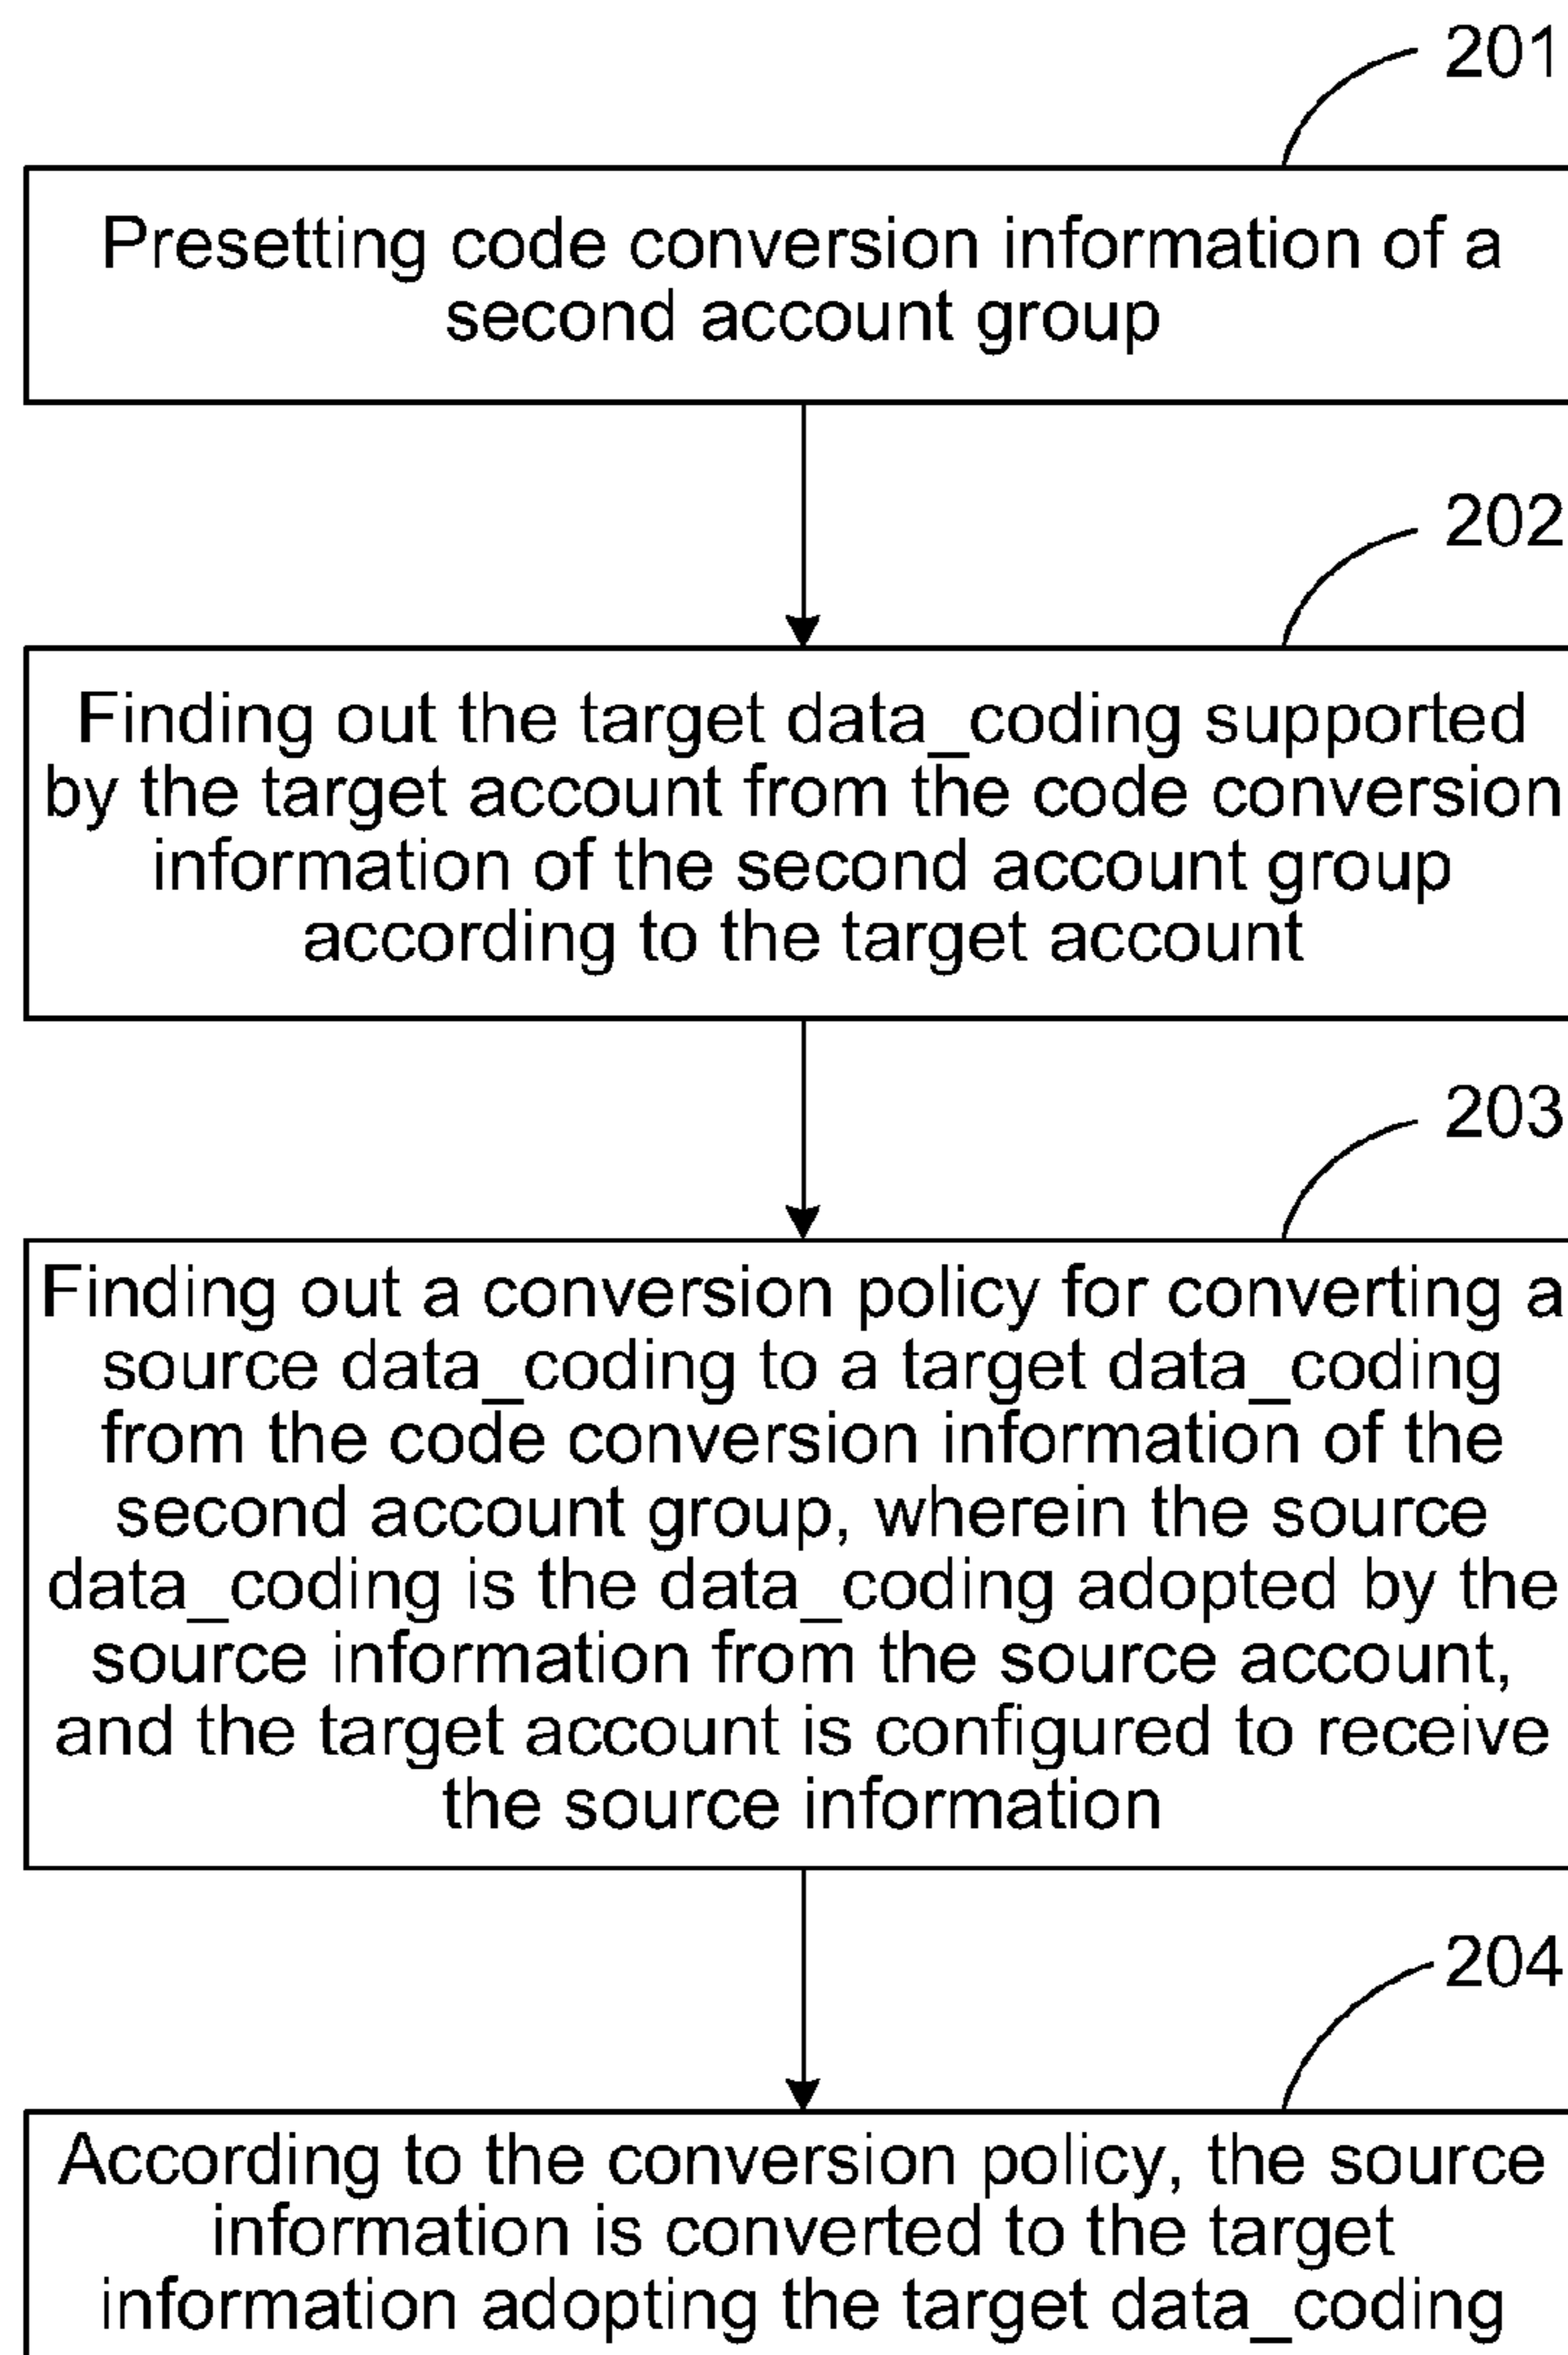 201
Presetting code conversion information of a
second account group
202
Finding out the target data_coding supported
by the target account from the code conversion
information of the second account group
according to the target account
203
Finding out a conversion policy for converting a
source data_coding to a target data_coding
from the code conversion information of the
second account group, wherein the source
data_coding is the data_coding adopted by the
source information from the source account,
and the target account is configured to receive
the source information
204
According to the conversion policy, the source
information is converted to the target
information adopting the target data_coding